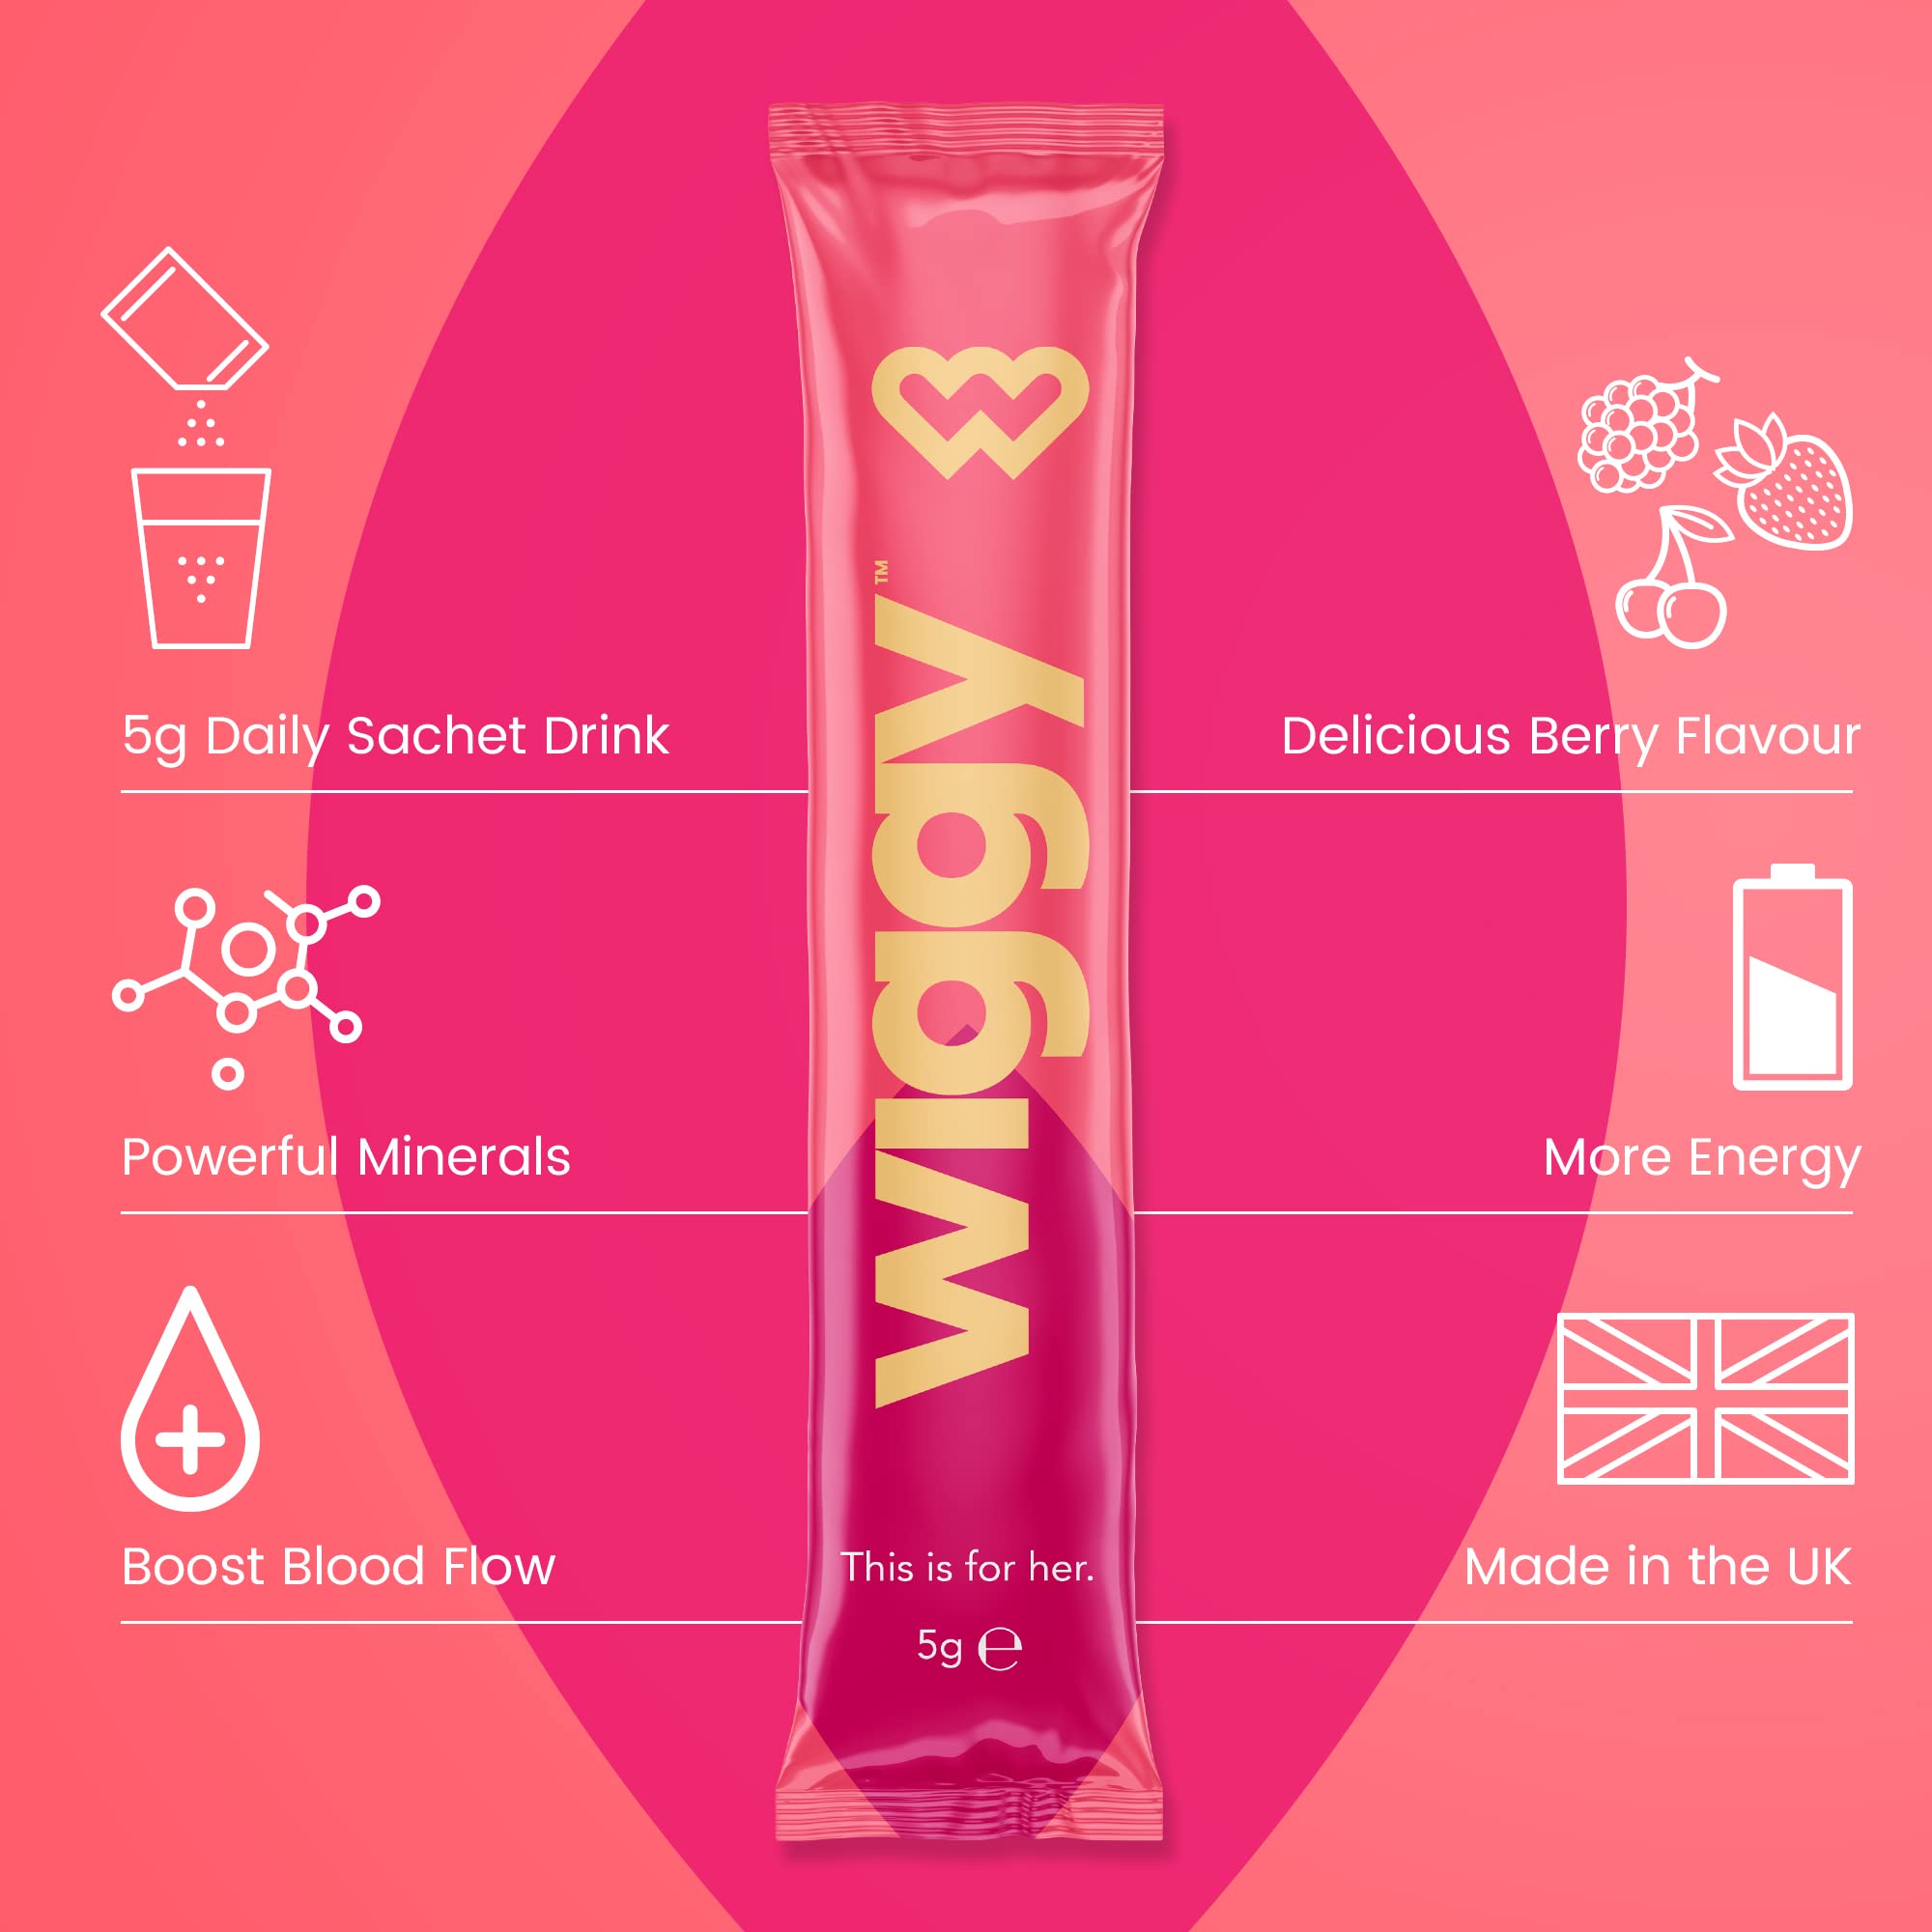 5g Daily Sachet Drink
Delicious Berry Flavour
wiggy™
Powerful Minerals
More Energy
Boost Blood Flow
Made in the UK
This is for her.
5g ℮